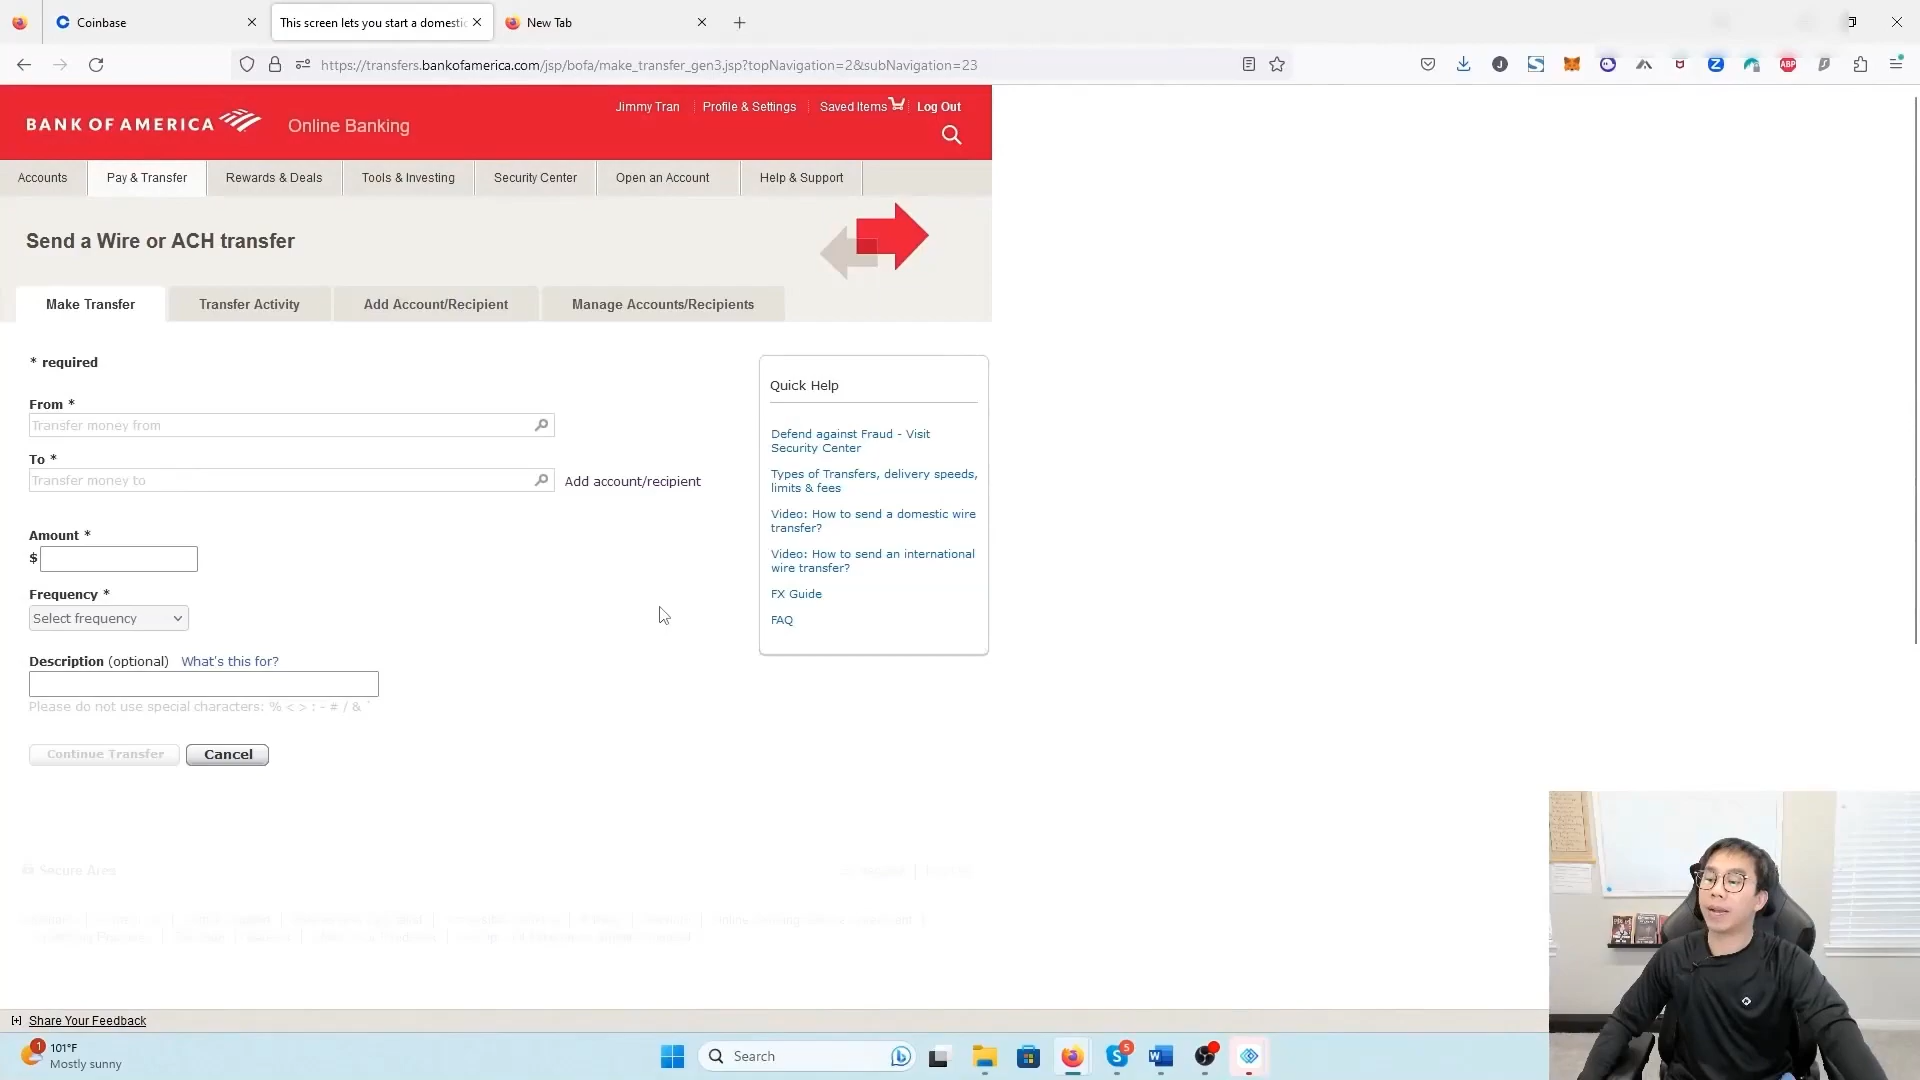 Coinbase
This screen lets you start a domestic
New Tab
https://transfers.bankofamerica.com/jsp/bofa/make_transfer_gen3.jsp?topNavigation=2&subNavigation=23
BANK OF AMERICA
Online Banking
Jimmy Tran
Profile & Settings
Saved Items
Log Out
Accounts
Pay & Transfer
Rewards & Deals
Tools & Investing
Security Center
Open an Account
Help & Support
Send a Wire or ACH transfer
Make Transfer
Transfer Activity
Add Account/Recipient
Manage Accounts/Recipients
* required
From *
Transfer money from
To *
Transfer money to
Add account/recipient
Amount *
$
Frequency *
Select frequency
Description (optional) What's this for?
Please do not use special characters: % < > : - # / & `
Continue Transfer
Cancel
Quick Help
Defend against Fraud - Visit
Security Center
Types of Transfers, delivery speeds,
limits & fees
Video: How to send a domestic wire
transfer?
Video: How to send an international
wire transfer?
FX Guide
FAQ
Secure Area
[+] Share Your Feedback
1
101°F
Mostly sunny
Search
5